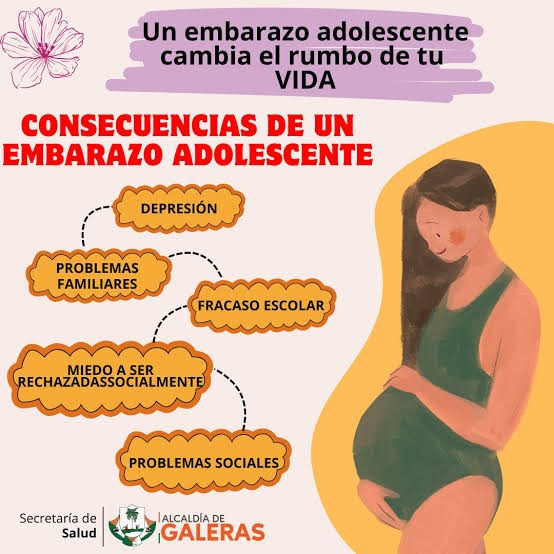 Un embarazo adolescente
cambia el rumbo de tu
VIDA
CONSECUENCIAS DE UN
EMBARAZO ADOLESCENTE
DEPRESIÓN
PROBLEMAS
FAMILIARES
FRACASO ESCOLAR
MIEDO A SER
RECHAZADASSOCIALMENTE
PROBLEMAS SOCIALES
Secretaría de
Salud
ALCALDÍA DE
GALERAS